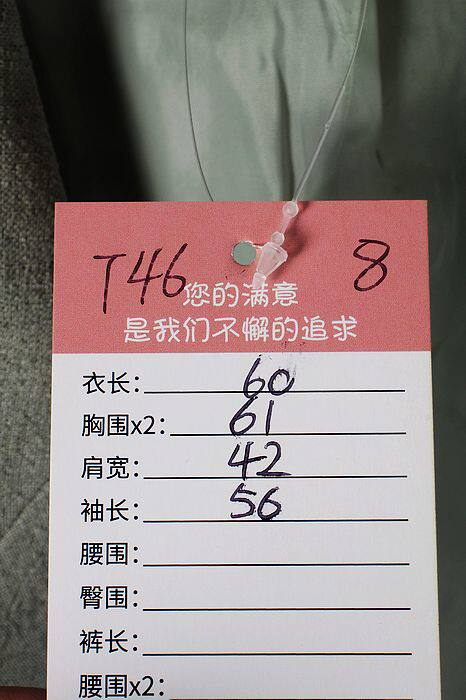 T46 8
您的满意
是我们不懈的追求
衣长：60
胸围x2：61
肩宽：42
袖长：56
腰围：
臀围：
裤长：
腰围x2：